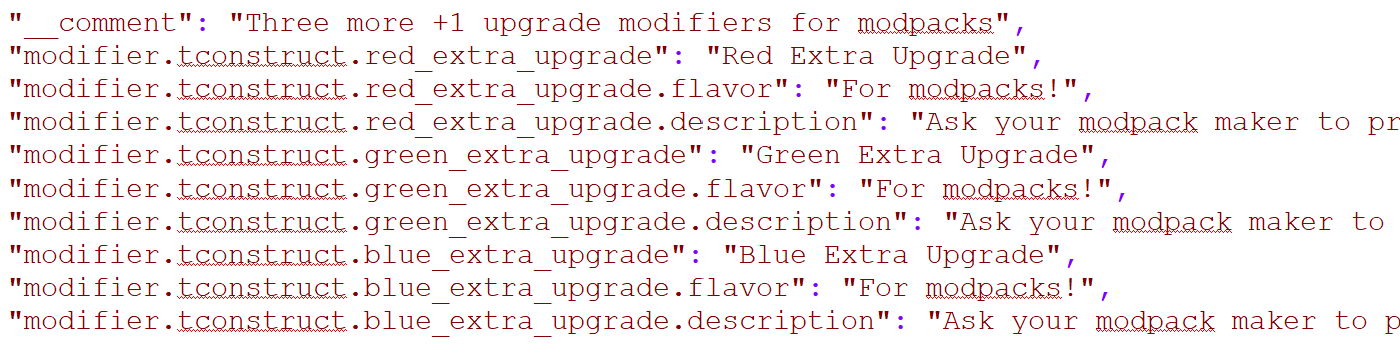 "__comment": "Three more +1 upgrade modifiers for modpacks",
"modifier.tconstruct.red_extra_upgrade": "Red Extra Upgrade",
"modifier.tconstruct.red_extra_upgrade.flavor": "For modpacks!",
"modifier.tconstruct.red_extra_upgrade.description": "Ask your modpack maker to pr
"modifier.tconstruct.green_extra_upgrade": "Green Extra Upgrade",
"modifier.tconstruct.green_extra_upgrade.flavor": "For modpacks!",
"modifier.tconstruct.green_extra_upgrade.description": "Ask your modpack maker to
"modifier.tconstruct.blue_extra_upgrade": "Blue Extra Upgrade",
"modifier.tconstruct.blue_extra_upgrade.flavor": "For modpacks!",
"modifier.tconstruct.blue_extra_upgrade.description": "Ask your modpack maker to p